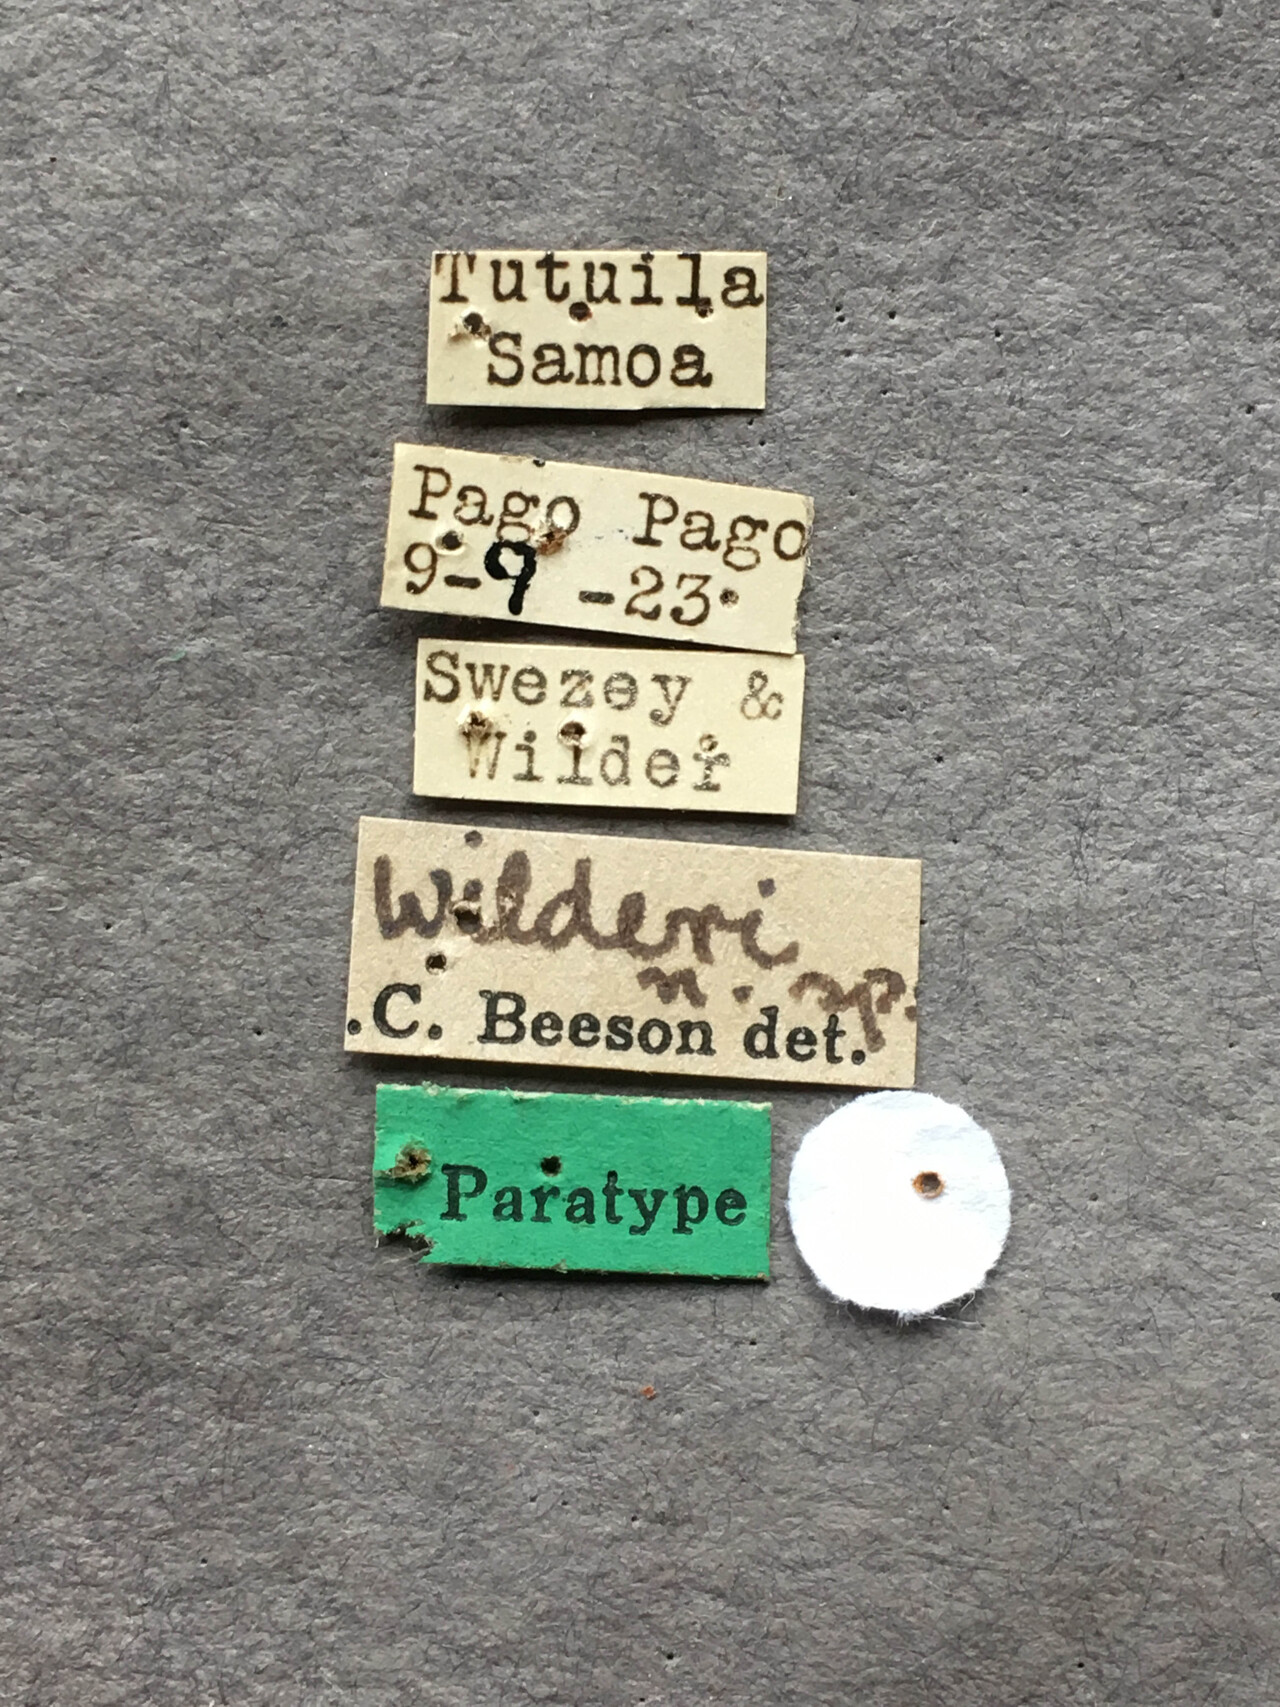 Tutuila
Samoa
Pago Pago
9-9 -23
Swezey &
Wilder
Wilderi
n. sp.
.C. Beeson det.
Paratype